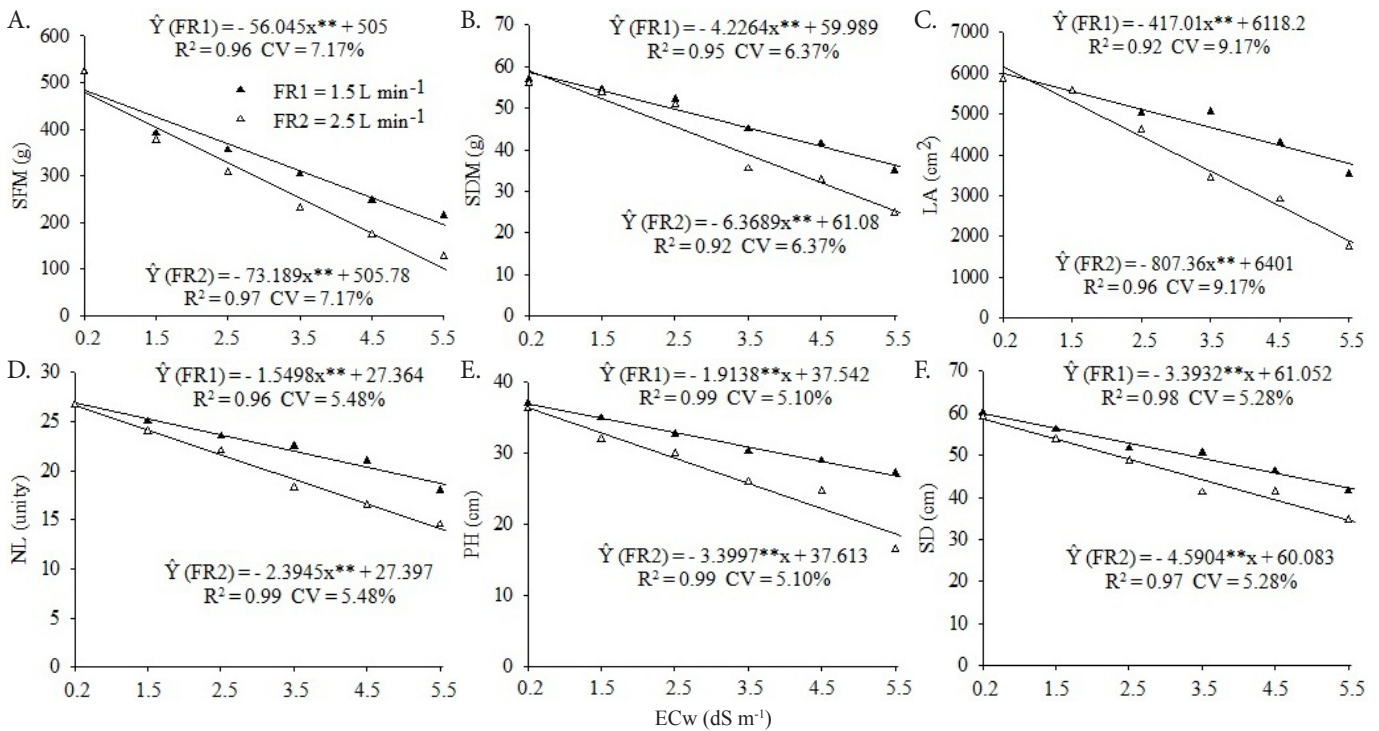 A.
Ŷ (FR1) = - 56.045x** + 505
R² = 0.96 CV = 7.17%
SFM (g)
600
500
400
300
200
100
0
▲ FR1 = 1.5 L min⁻¹
△ FR2 = 2.5 L min⁻¹
Ŷ (FR2) = - 73.189x** + 505.78
R² = 0.97 CV = 7.17%
0.2 1.5 2.5 3.5 4.5 5.5
B.
Ŷ (FR1) = - 4.2264x** + 59.989
R² = 0.95 CV = 6.37%
SDM (g)
70
60
50
40
30
20
10
0
Ŷ (FR2) = - 6.3689x** + 61.08
R² = 0.92 CV = 6.37%
0.2 1.5 2.5 3.5 4.5 5.5
C.
Ŷ (FR1) = - 417.01x** + 6118.2
R² = 0.92 CV = 9.17%
LA (cm²)
7000
6000
5000
4000
3000
2000
1000
0
Ŷ (FR2) = - 807.36x** + 6401
R² = 0.96 CV = 9.17%
0.2 1.5 2.5 3.5 4.5 5.5
D.
Ŷ (FR1) = - 1.5498x** + 27.364
R² = 0.96 CV = 5.48%
NL (unity)
30
25
20
15
10
5
0
Ŷ (FR2) = - 2.3945x** + 27.397
R² = 0.99 CV = 5.48%
0.2 1.5 2.5 3.5 4.5 5.5
E.
Ŷ (FR1) = - 1.9138**x + 37.542
R² = 0.99 CV = 5.10%
PH (cm)
40
30
20
10
0
Ŷ (FR2) = - 3.3997**x + 37.613
R² = 0.99 CV = 5.10%
0.2 1.5 2.5 3.5 4.5 5.5
F.
Ŷ (FR1) = - 3.3932**x + 61.052
R² = 0.98 CV = 5.28%
SD (cm)
70
60
50
40
30
20
10
0
Ŷ (FR2) = - 4.5904**x + 60.083
R² = 0.97 CV = 5.28%
0.2 1.5 2.5 3.5 4.5 5.5
ECw (dS m⁻¹)